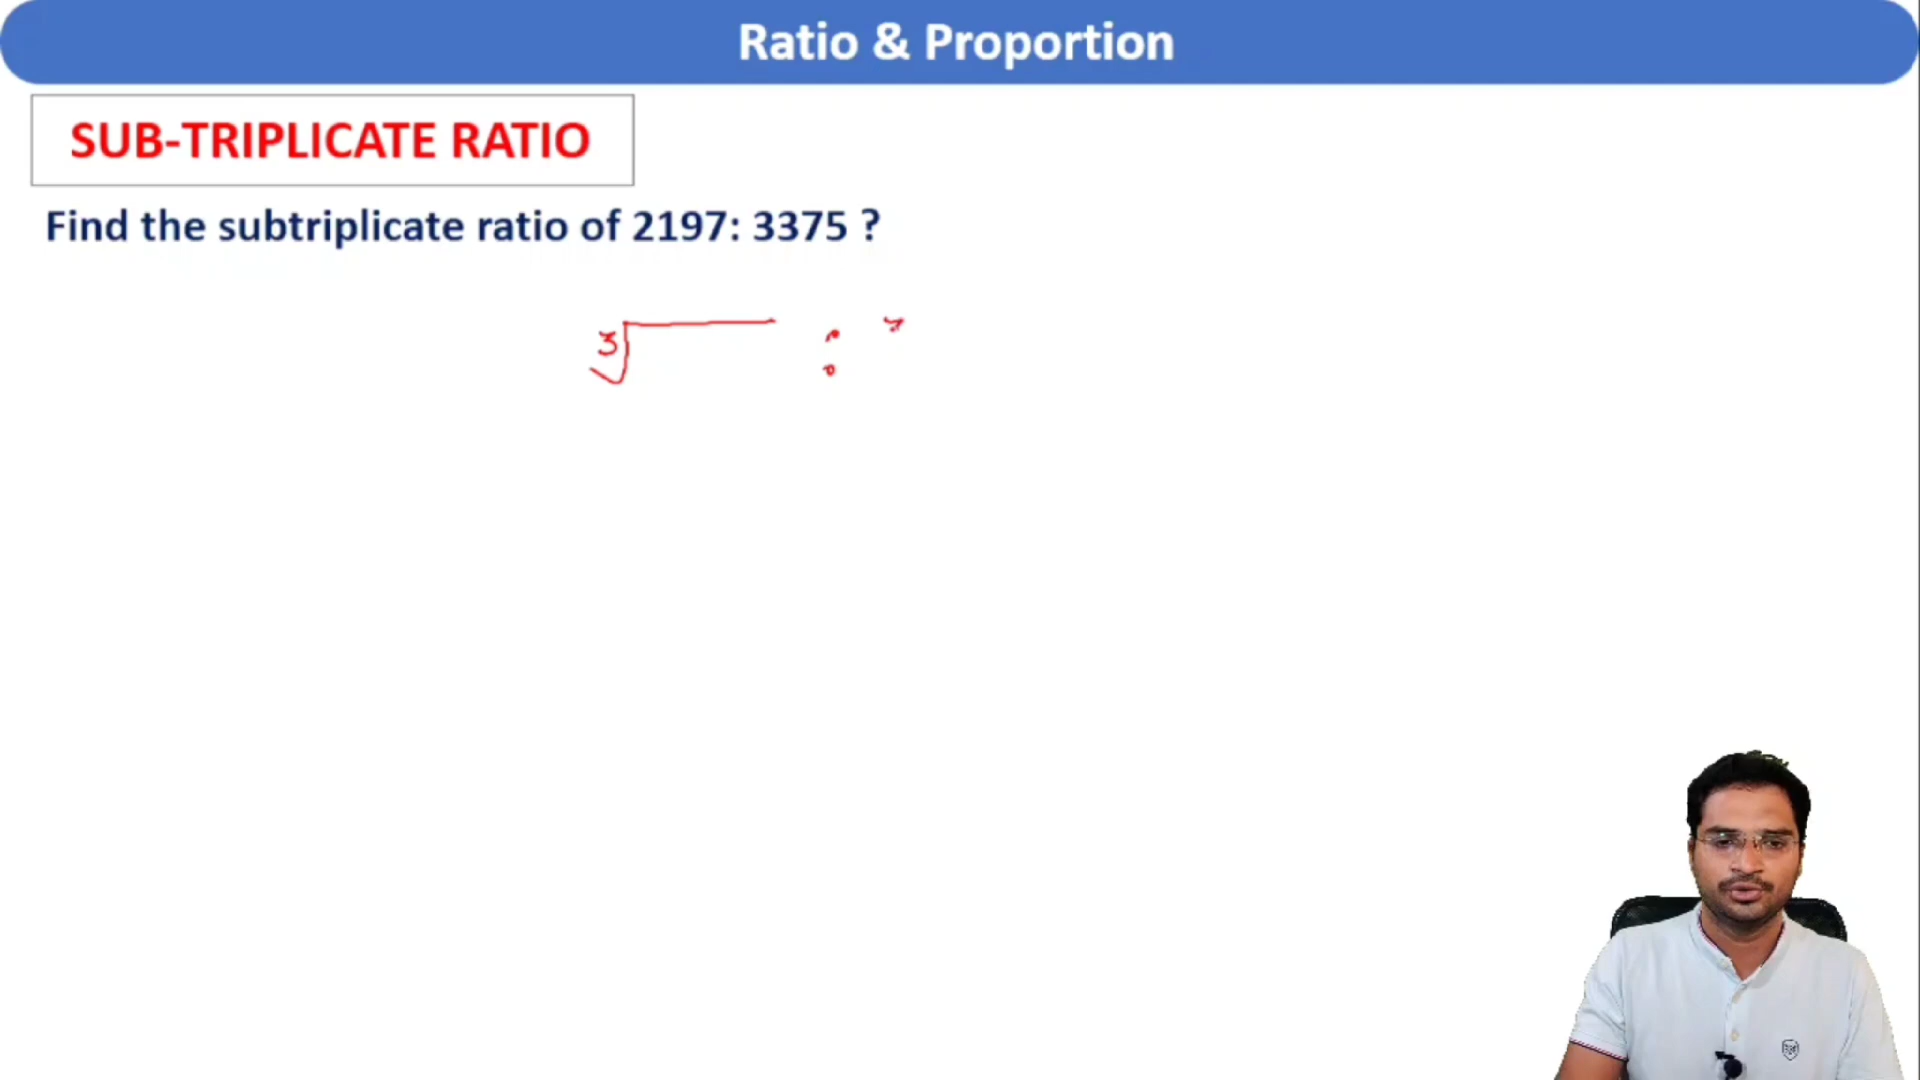 Ratio & Proportion
SUB-TRIPLICATE RATIO
Find the subtriplicate ratio of 2197: 3375 ?
3√ :